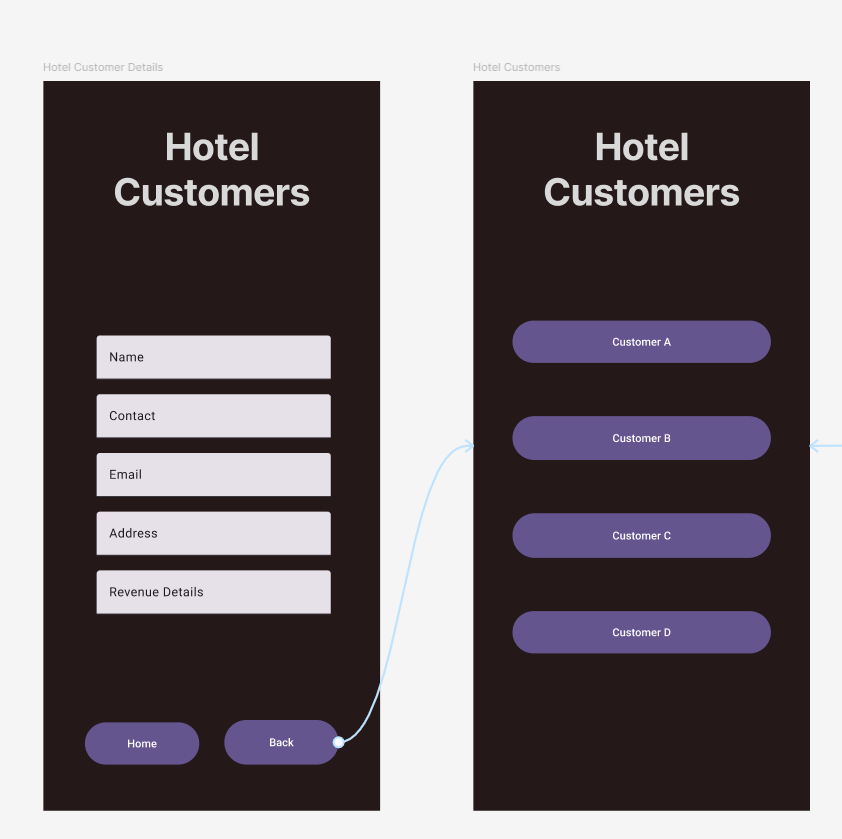 Hotel Customer Details
Hotel
Customers
Name
Contact
Email
Address
Revenue Details
Home
Back
Hotel Customers
Hotel
Customers
Customer A
Customer B
Customer C
Customer D